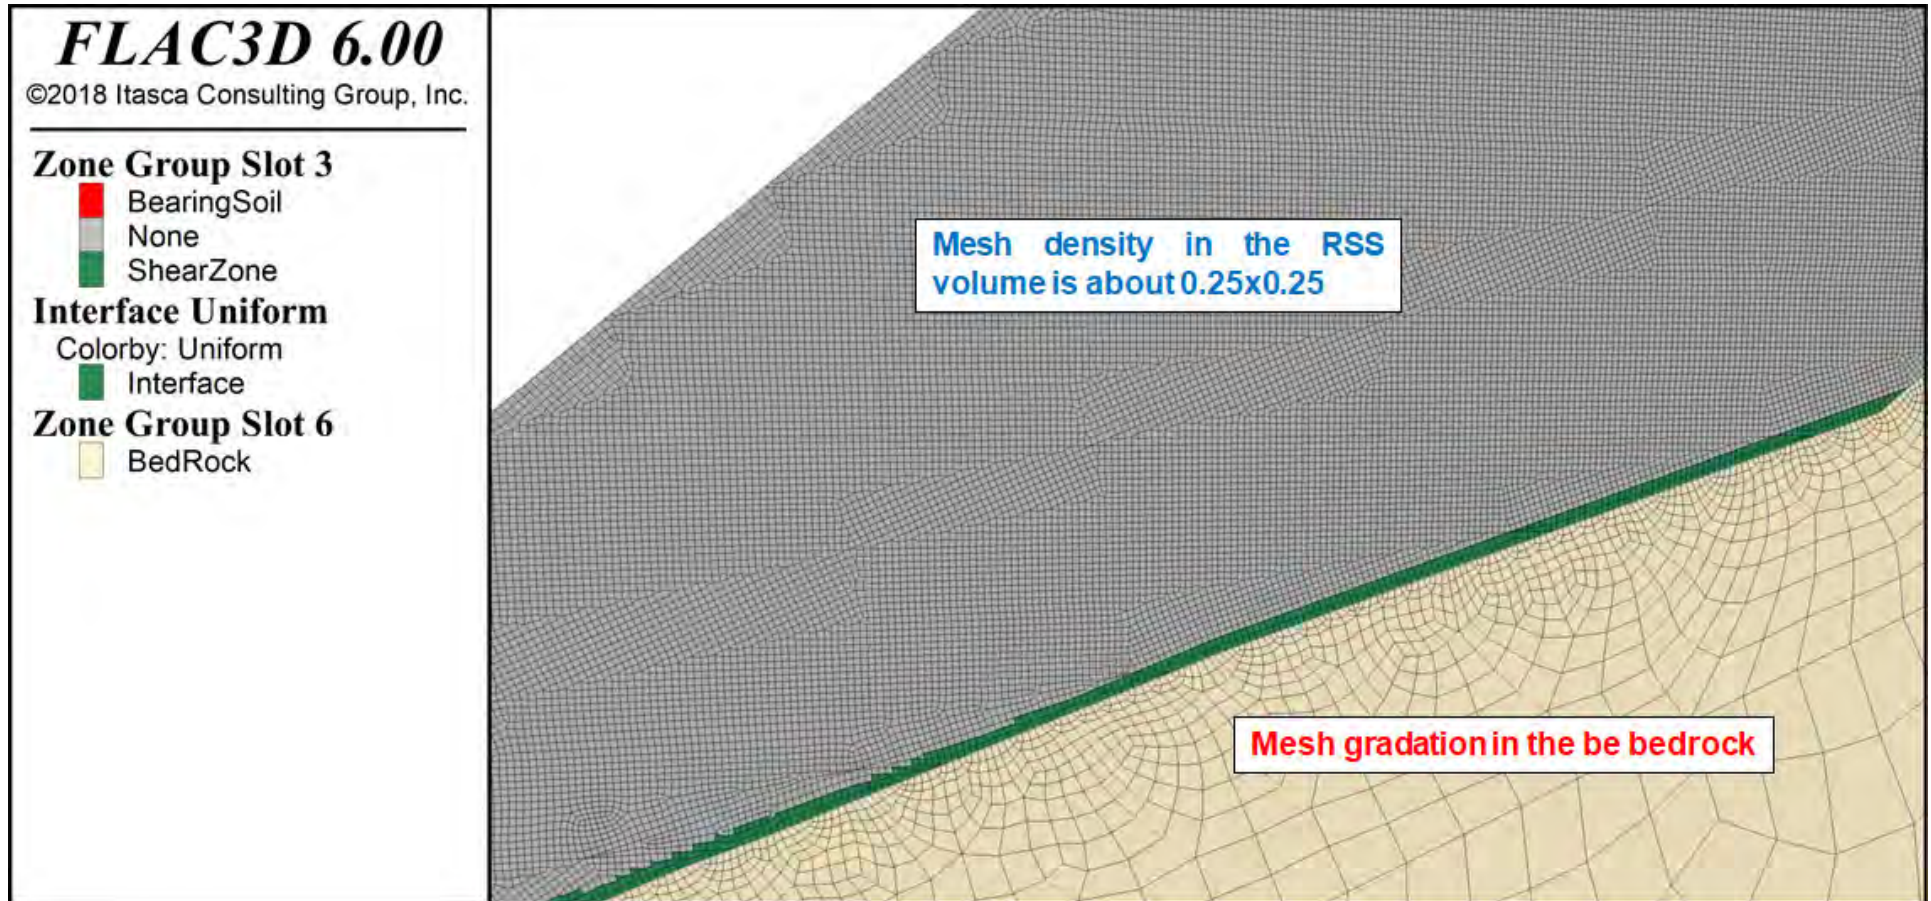 FLAC3D 6.00
©2018 Itasca Consulting Group, Inc.
Zone Group Slot 3
BearingSoil
None
ShearZone
Interface Uniform
Colorby: Uniform
Interface
Zone Group Slot 6
BedRock
Mesh density in the RSS
volume is about 0.25x0.25
Mesh gradation in the be bedrock